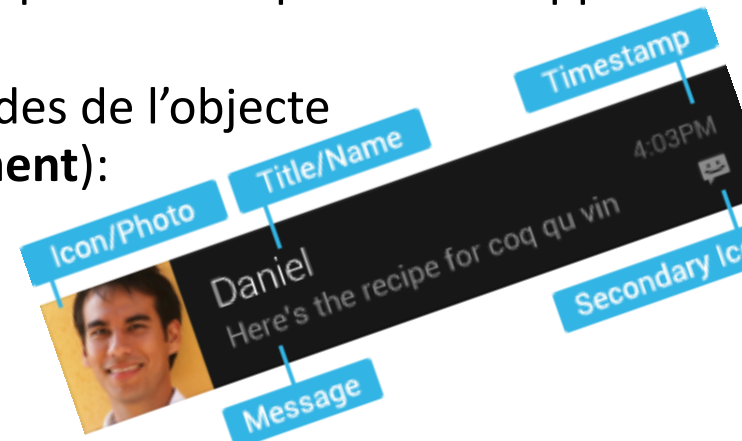 des de l'objecte
ent):
Timestamp
Title/Name
4:03PM
Icon/Photo
Daniel
Here's the recipe for coq qu vin
Secondary Ic
Message